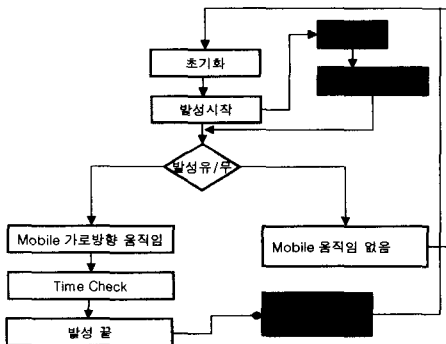 초기화
발성시작
발성유/무
Mobile 가로방향 움직임
Mobile 움직임 없음
Time Check
발성 끝